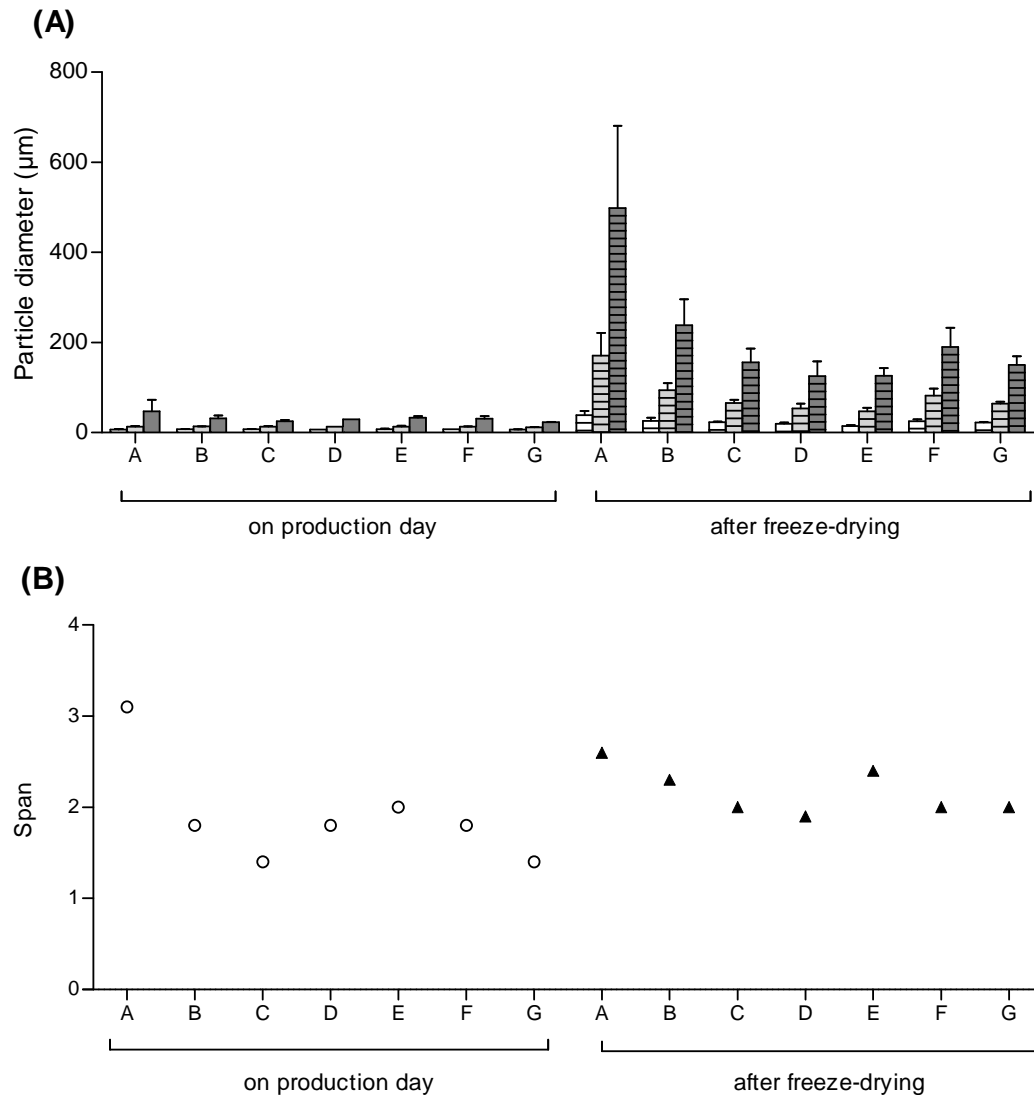 (A)
800
600
400
200
0
Particle diameter (µm)
A B C D E F G A B C D E F G
on production day after freeze-drying
(B)
4
3
2
1
0
Span
A B C D E F G A B C D E F G
on production day after freeze-drying